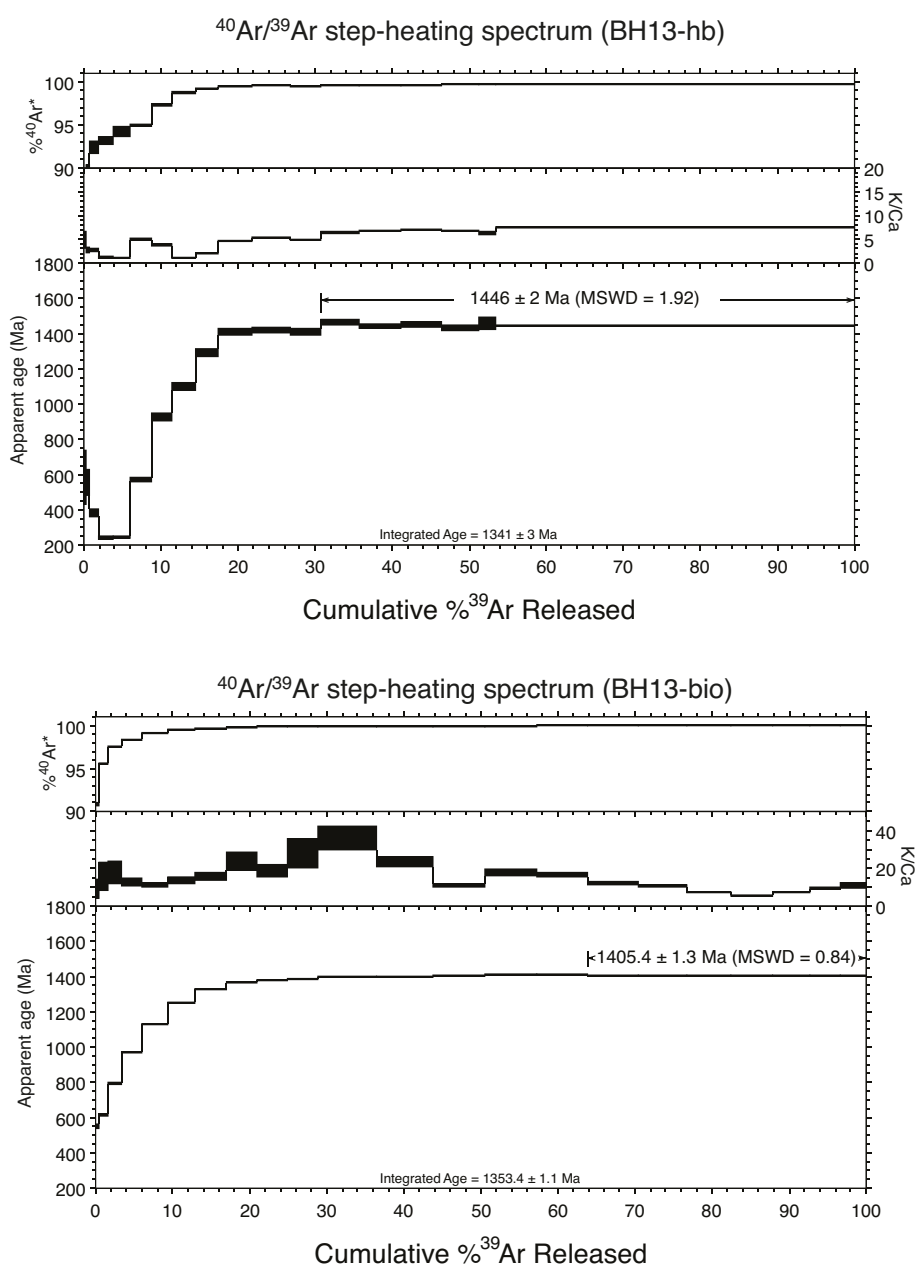 ⁴⁰Ar/³⁹Ar step-heating spectrum (BH13-hb)
100
95
90
%⁴⁰Ar*
20
15
10
5
0
K/Ca
1800
1600
1400
1200
1000
800
600
400
200
Apparent age (Ma)
1446 ± 2 Ma (MSWD = 1.92)
Integrated Age = 1341 ± 3 Ma
0 10 20 30 40 50 60 70 80 90 100
Cumulative %³⁹Ar Released
⁴⁰Ar/³⁹Ar step-heating spectrum (BH13-bio)
100
95
90
%⁴⁰Ar*
40
20
0
K/Ca
1800
1600
1400
1200
1000
800
600
400
200
Apparent age (Ma)
1405.4 ± 1.3 Ma (MSWD = 0.84)
Integrated Age = 1353.4 ± 1.1 Ma
0 10 20 30 40 50 60 70 80 90 100
Cumulative %³⁹Ar Released